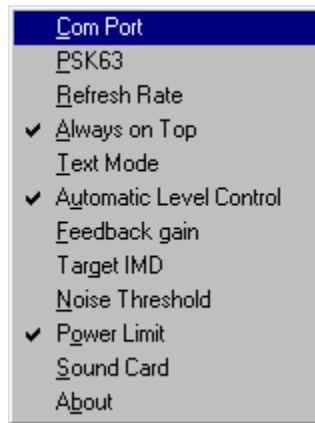 Com Port
PSK63
Refresh Rate
Always on Top
Text Mode
Automatic Level Control
Feedback gain
Target IMD
Noise Threshold
Power Limit
Sound Card
About